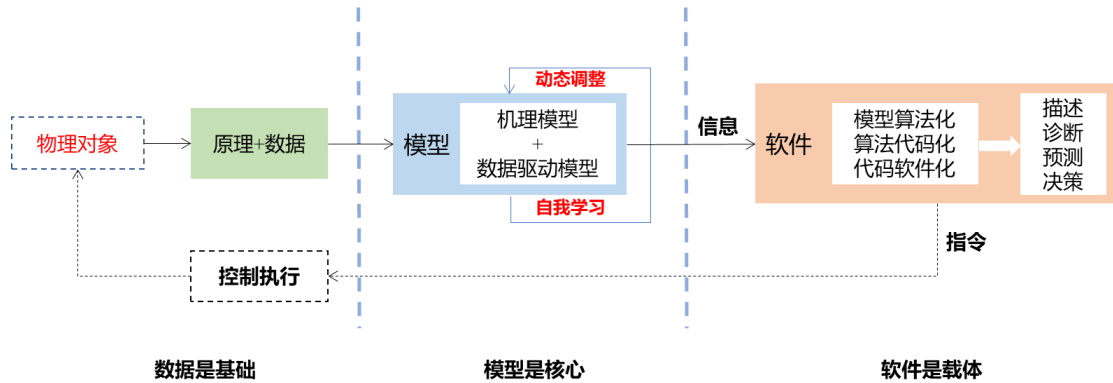 动态调整
物理对象
原理+数据
模型
机理模型
+
数据驱动模型
自我学习
信息
软件
模型算法化
算法代码化
代码软件化
描述
诊断
预测
决策
指令
控制执行
数据是基础
模型是核心
软件是载体